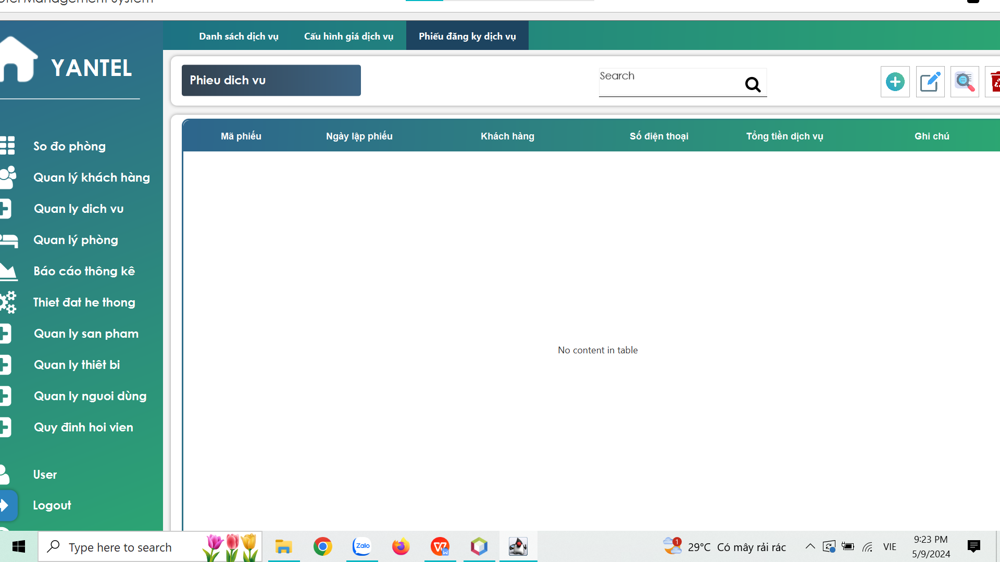 Danh sách dịch vụ
Cấu hình giá dịch vụ
Phiếu đăng ky dịch vụ
YANTEL
Phieu dich vu
Search
Mã phiếu
Ngày lập phiếu
Khách hàng
Số điện thoại
Tổng tiền dịch vụ
Ghi chú
So đo phòng
Quan lý khách hàng
Quan ly dich vu
Quan lý phòng
Báo cáo thông kê
Thiet đat he thong
Quan ly san pham
Quan ly thiêt bi
Quan ly nguoi dùng
Quy đinh hoi vien
User
Logout
No content in table
Type here to search
Zalo
W
1
29°C Có mây rải rác
VIE
9:23 PM
5/9/2024